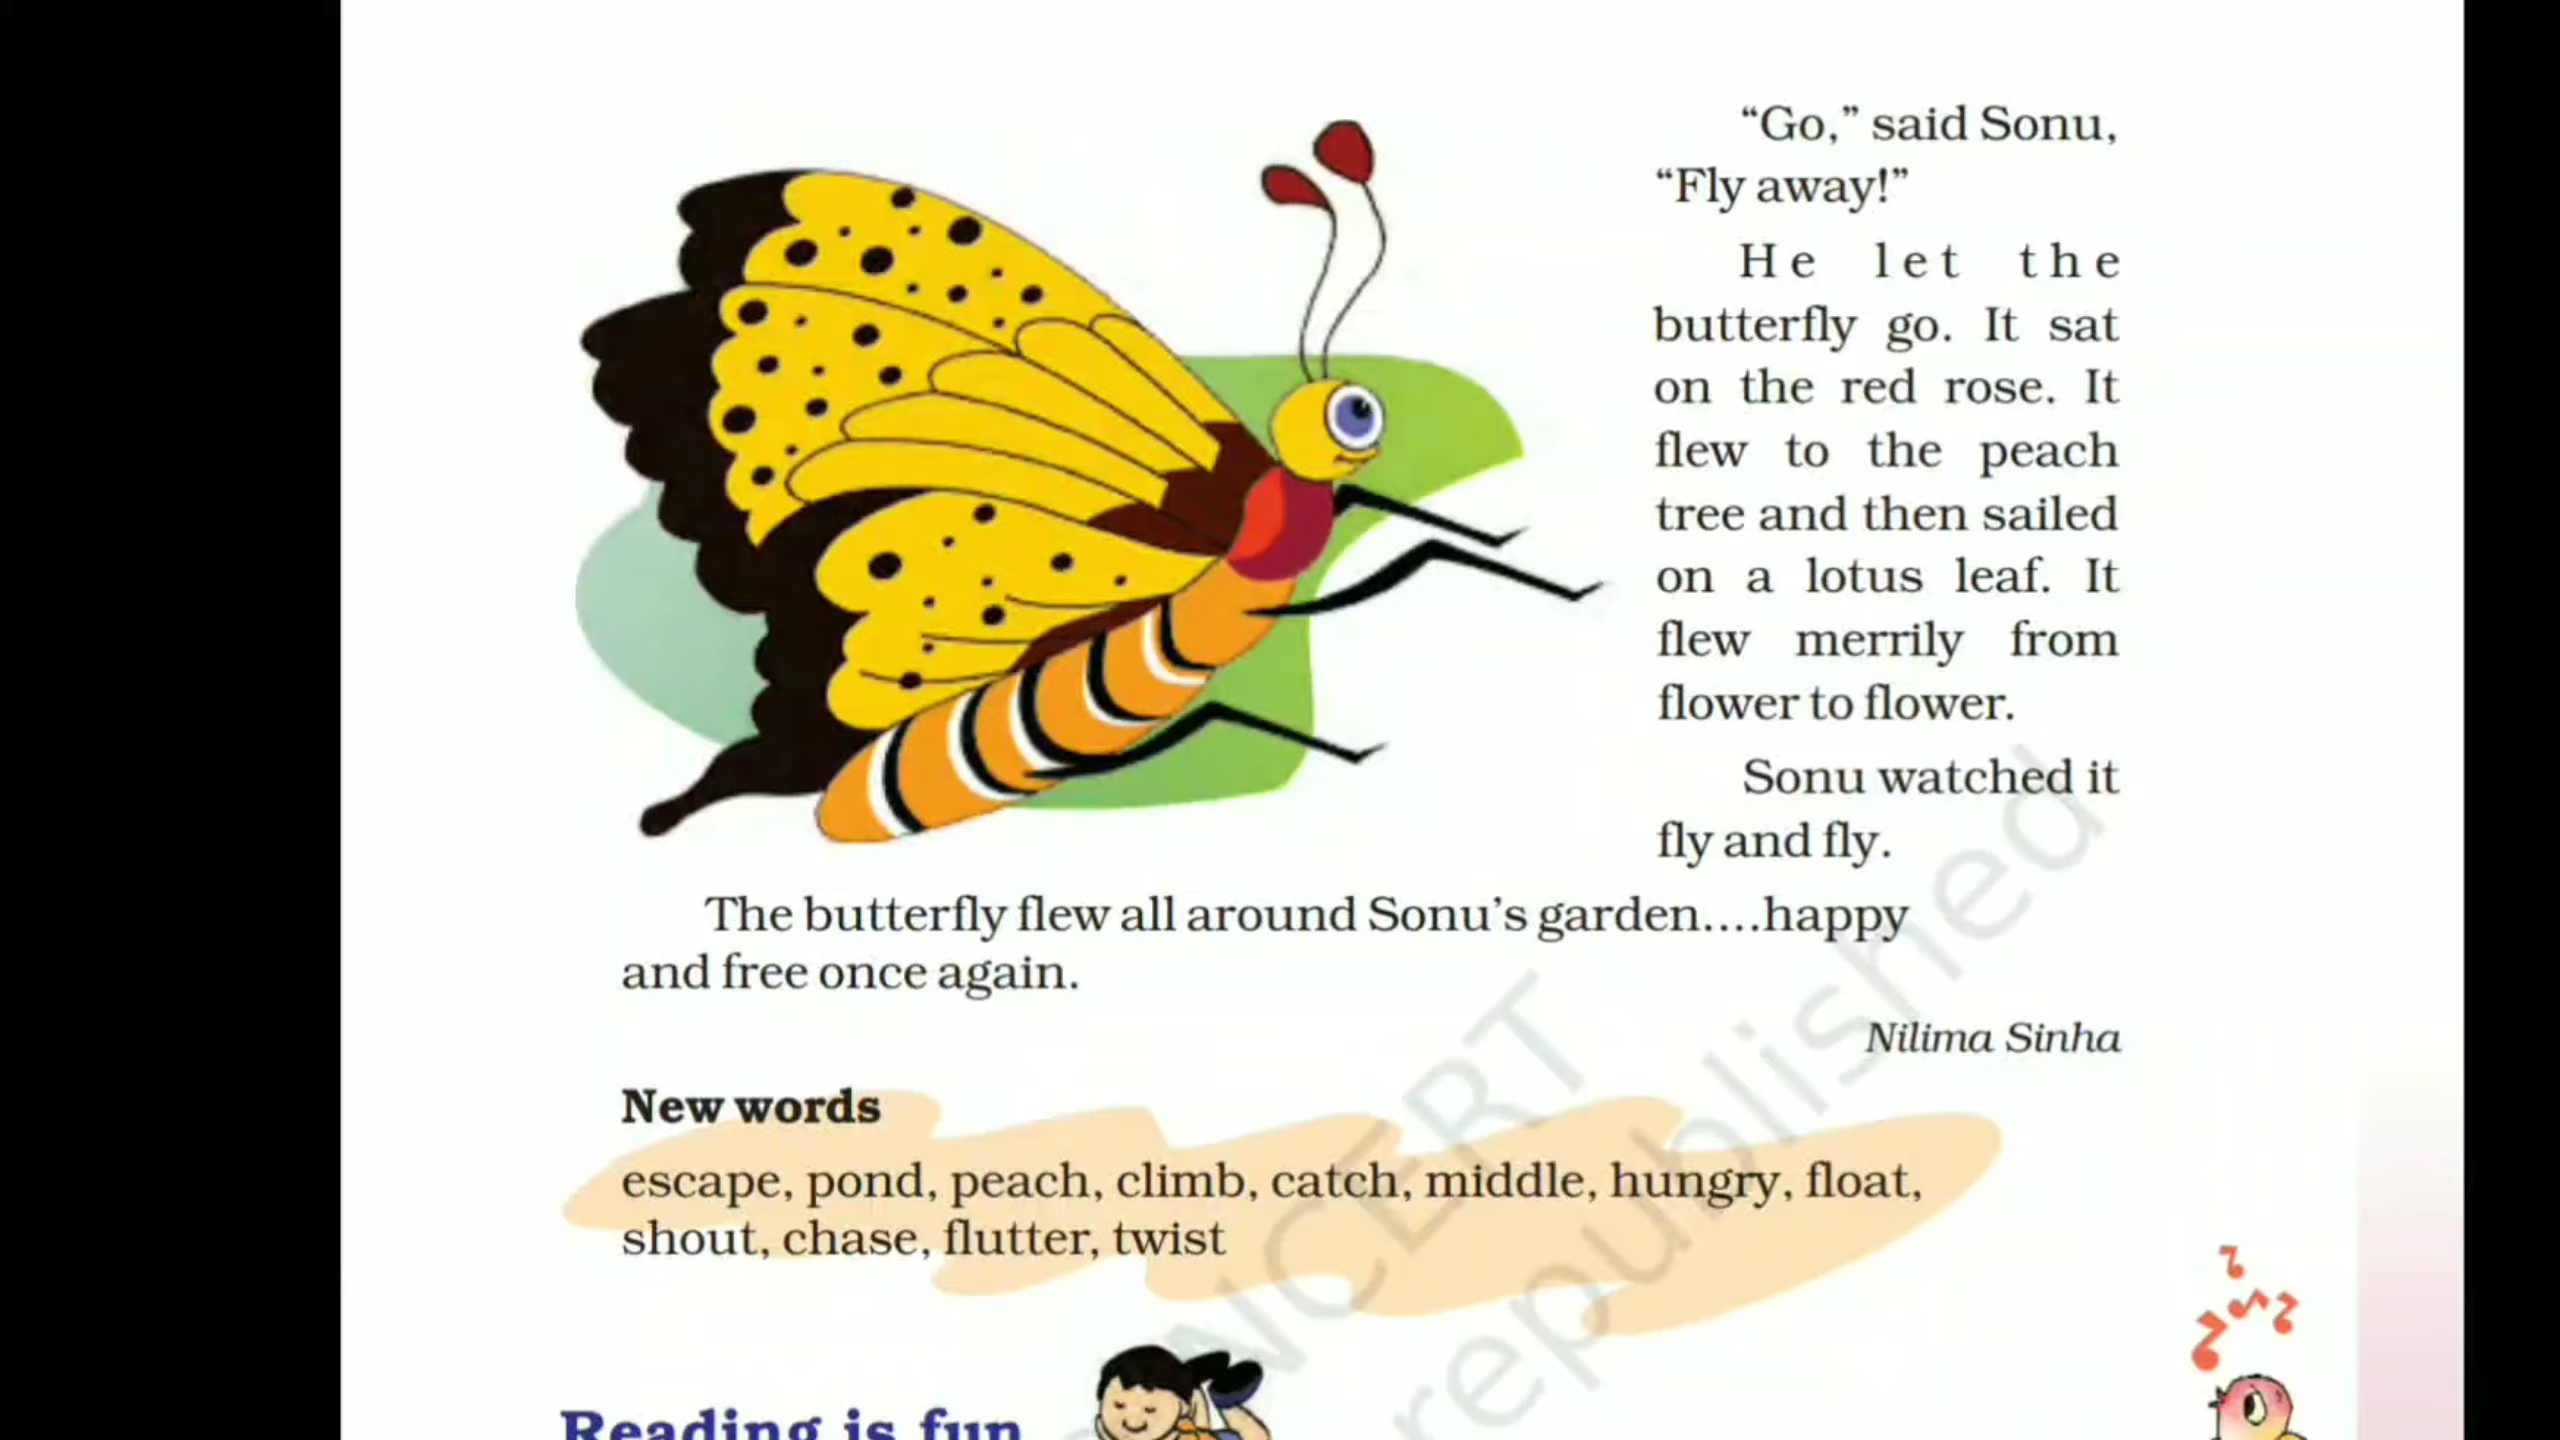 “Go,” said Sonu,
“Fly away!”
He let the
butterfly go. It sat
on the red rose. It
flew to the peach
tree and then sailed
on a lotus leaf. It
flew merrily from
flower to flower.
Sonu watched it
fly and fly.
The butterfly flew all around Sonu’s garden....happy
and free once again.
Nilima Sinha
New words
escape, pond, peach, climb, catch, middle, hungry, float,
shout, chase, flutter, twist
Reading is fun
NCERT
republished